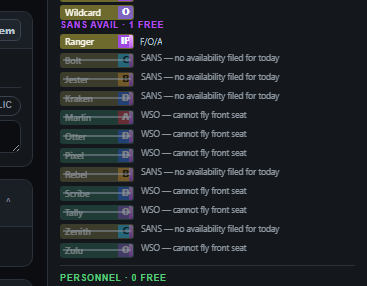 Wildcard O
SANS AVAIL · 1 FREE
em
Ranger IP F/O/A
LIC
Bolt SANS — no availability filed for today
Jester SANS — no availability filed for today
Kraken SANS — no availability filed for today
Marlin WSO — cannot fly front seat
Otter WSO — cannot fly front seat
Pixel WSO — cannot fly front seat
Rebel SANS — no availability filed for today
Scribe WSO — cannot fly front seat
Tally WSO — cannot fly front seat
Zenith SANS — no availability filed for today
Zulu WSO — cannot fly front seat
PERSONNEL · 0 FREE